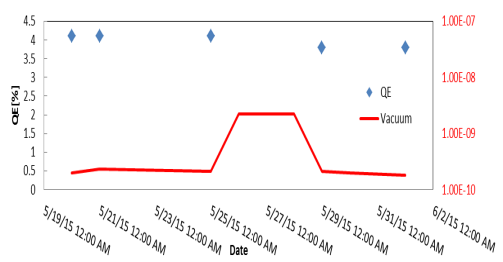 4.5
4
3.5
3
2.5
2
1.5
1
0.5
0
QE[%]
1.00E-07
1.00E-08
1.00E-09
1.00E-10
QE
Vacuum
5/19/15 12:00 AM
5/21/15 12:00 AM
5/23/15 12:00 AM
5/25/15 12:00 AM
5/27/15 12:00 AM
5/29/15 12:00 AM
5/31/15 12:00 AM
6/2/15 12:00 AM
Date